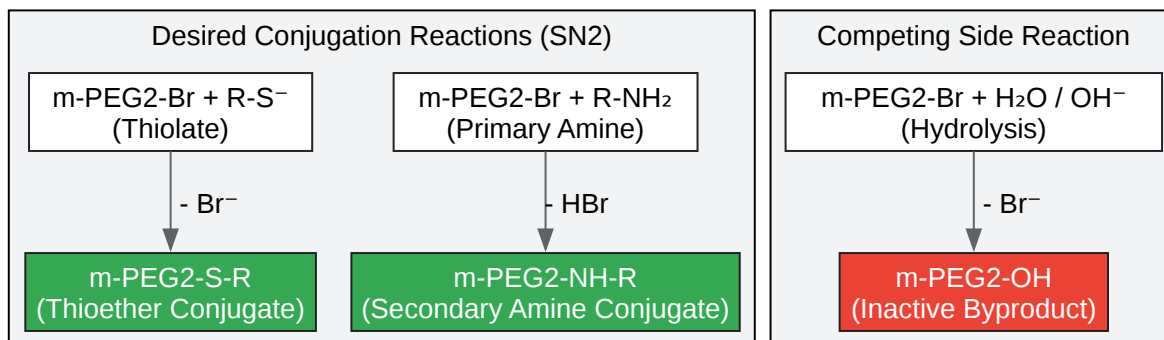 Desired Conjugation Reactions (SN2)
m-PEG2-Br + R-S⁻
(Thiolate)
- Br⁻
m-PEG2-S-R
(Thioether Conjugate)
m-PEG2-Br + R-NH₂
(Primary Amine)
- HBr
m-PEG2-NH-R
(Secondary Amine Conjugate)
Competing Side Reaction
m-PEG2-Br + H₂O / OH⁻
(Hydrolysis)
- Br⁻
m-PEG2-OH
(Inactive Byproduct)